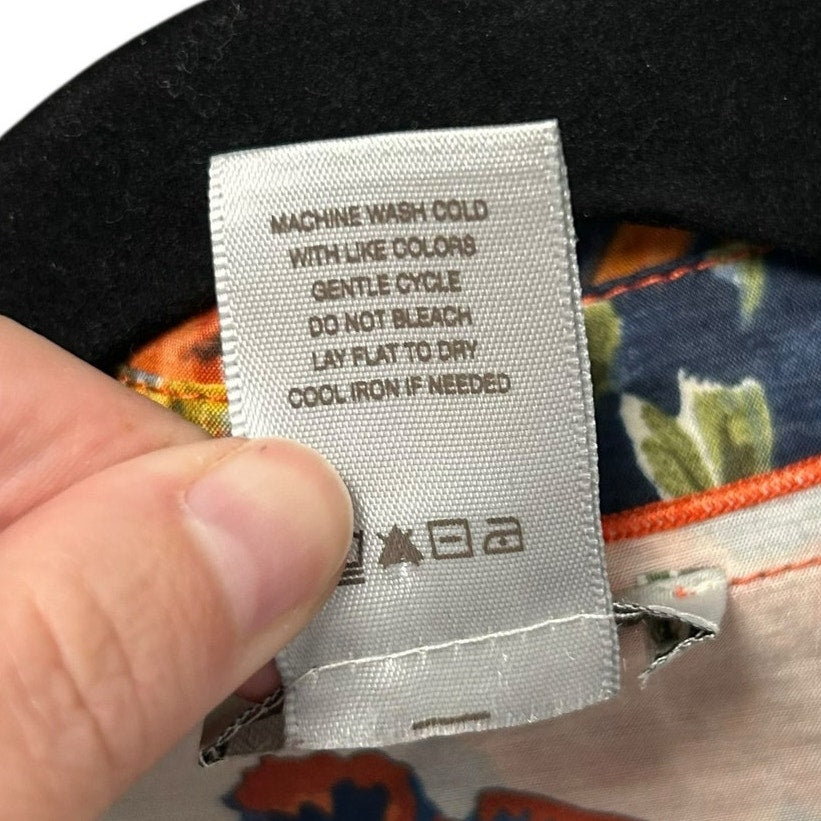 MACHINE WASH COLD
WITH LIKE COLORS
GENTLE CYCLE
DO NOT BLEACH
LAY FLAT TO DRY
COOL IRON IF NEEDED